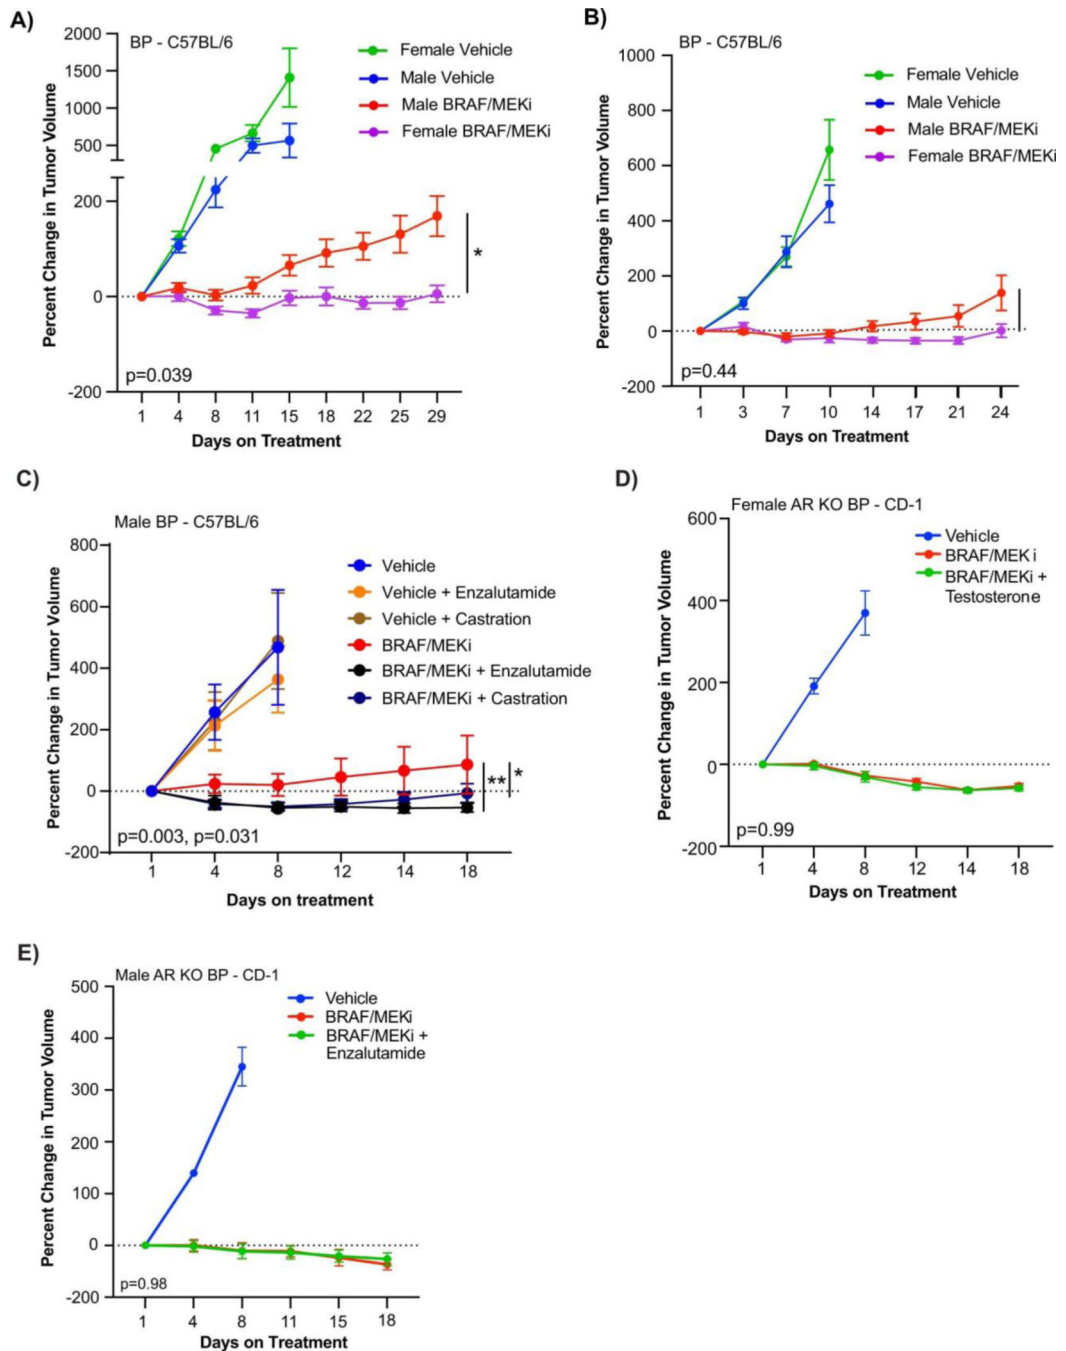 A)
BP - C57BL/6
Female Vehicle
Male Vehicle
Male BRAF/MEKi
Female BRAF/MEKi
Percent Change in Tumor Volume
2000
1500
1000
500
200
0
-200
*
p=0.039
1 4 8 11 15 18 22 25 29
Days on Treatment
B)
BP - C57BL/6
Female Vehicle
Male Vehicle
Male BRAF/MEKi
Female BRAF/MEKi
Percent Change in Tumor Volume
1000
800
600
400
200
0
-200
p=0.44
1 3 7 10 14 17 21 24
Days on Treatment
C)
Male BP - C57BL/6
Vehicle
Vehicle + Enzalutamide
Vehicle + Castration
BRAF/MEKi
BRAF/MEKi + Enzalutamide
BRAF/MEKi + Castration
Percent Change in Tumor Volume
800
600
400
200
0
-200
** *
p=0.003, p=0.031
1 4 8 12 14 18
Days on treatment
D)
Female AR KO BP - CD-1
Vehicle
BRAF/MEK i
BRAF/MEKi +
Testosterone
Percent Change in Tumor Volume
600
400
200
0
-200
p=0.99
1 4 8 12 14 18
Days on Treatment
E)
Male AR KO BP - CD-1
Vehicle
BRAF/MEKi
BRAF/MEKi +
Enzalutamide
Percent Change in Tumor Volume
500
400
300
200
100
0
-200
p=0.98
1 4 8 11 15 18
Days on Treatment